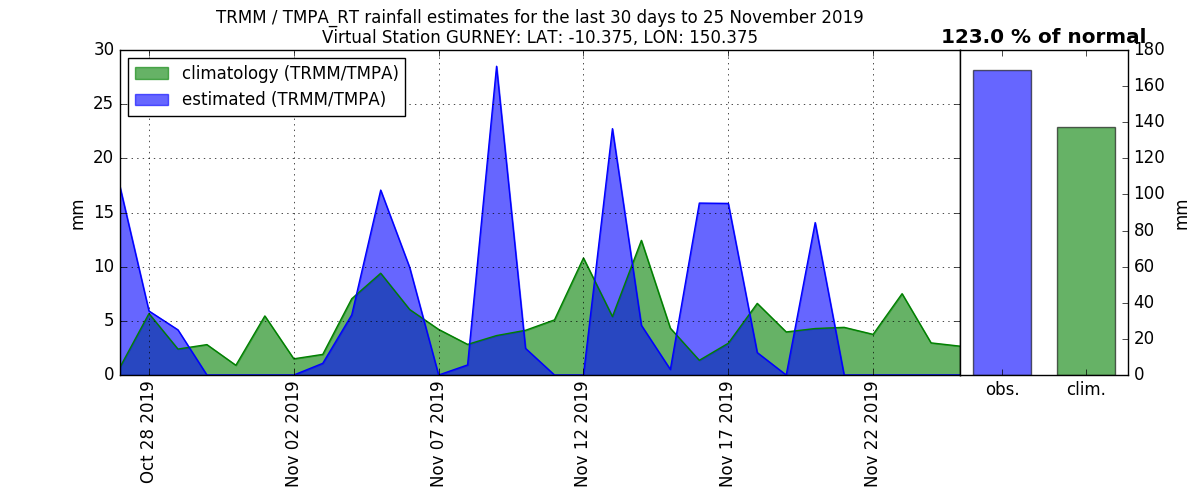 TRMM / TMPA_RT rainfall estimates for the last 30 days to 25 November 2019
Virtual Station GURNEY: LAT: -10.375, LON: 150.375
123.0 % of normal
climatology (TRMM/TMPA)
estimated (TRMM/TMPA)
30
25
20
15
10
5
0
mm
Oct 28 2019
Nov 02 2019
Nov 07 2019
Nov 12 2019
Nov 17 2019
Nov 22 2019
obs.
clim.
180
160
140
120
100
80
60
40
20
0
mm